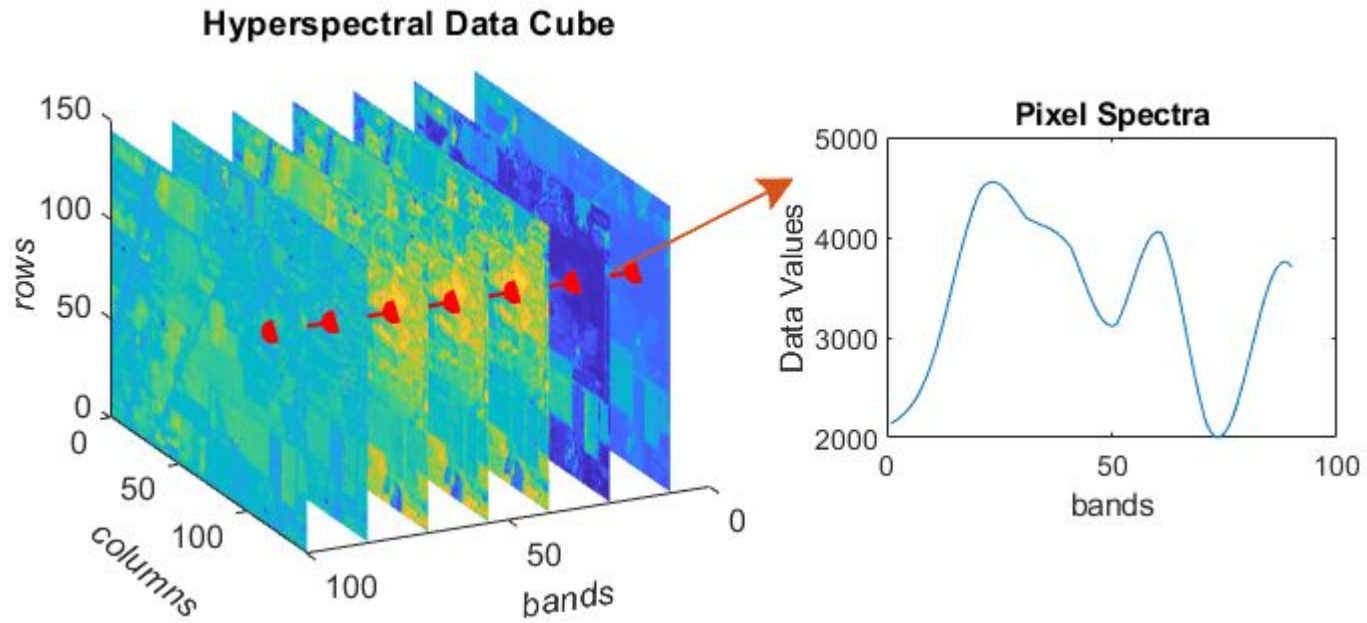 Hyperspectral Data Cube
150
100
50
0
rows
0
50
100
columns
100
50
0
bands
Pixel Spectra
5000
4000
3000
2000
Data Values
0
50
100
bands